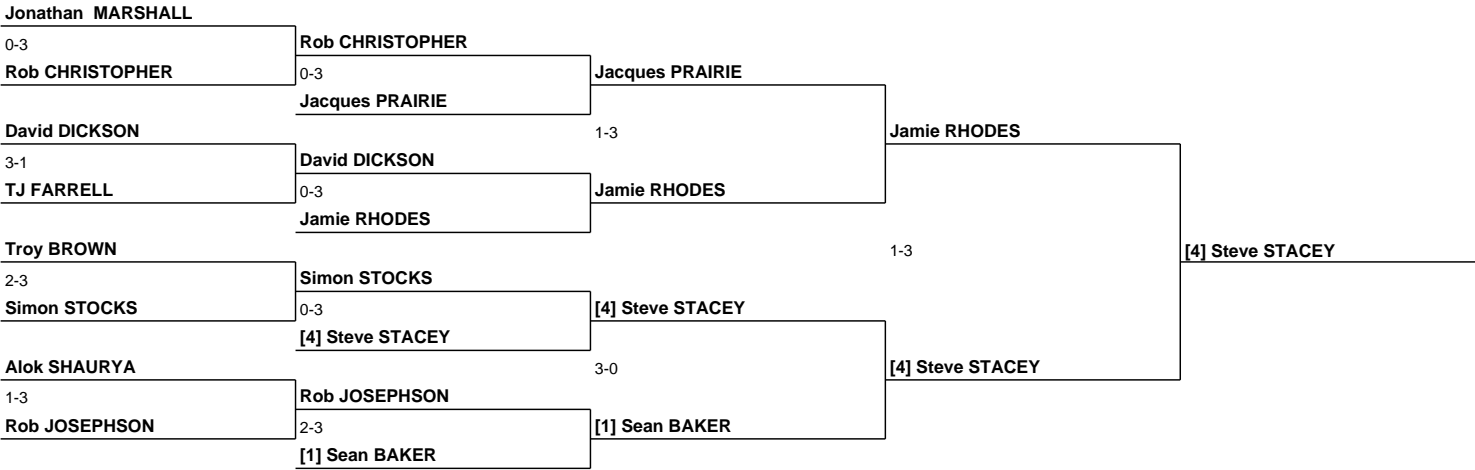 Jonathan  MARSHALL
0-3
Rob CHRISTOPHER
Rob CHRISTOPHER
0-3
Jacques PRAIRIE
Jacques PRAIRIE
David DICKSON
3-1
TJ FARRELL
David DICKSON
0-3
Jamie RHODES
Jamie RHODES
1-3
Jamie RHODES
Troy BROWN
2-3
Simon STOCKS
Simon STOCKS
0-3
[4] Steve STACEY
[4] Steve STACEY
Alok SHAURYA
1-3
Rob JOSEPHSON
Rob JOSEPHSON
2-3
[1] Sean BAKER
[1] Sean BAKER
3-0
[4] Steve STACEY
1-3
[4] Steve STACEY